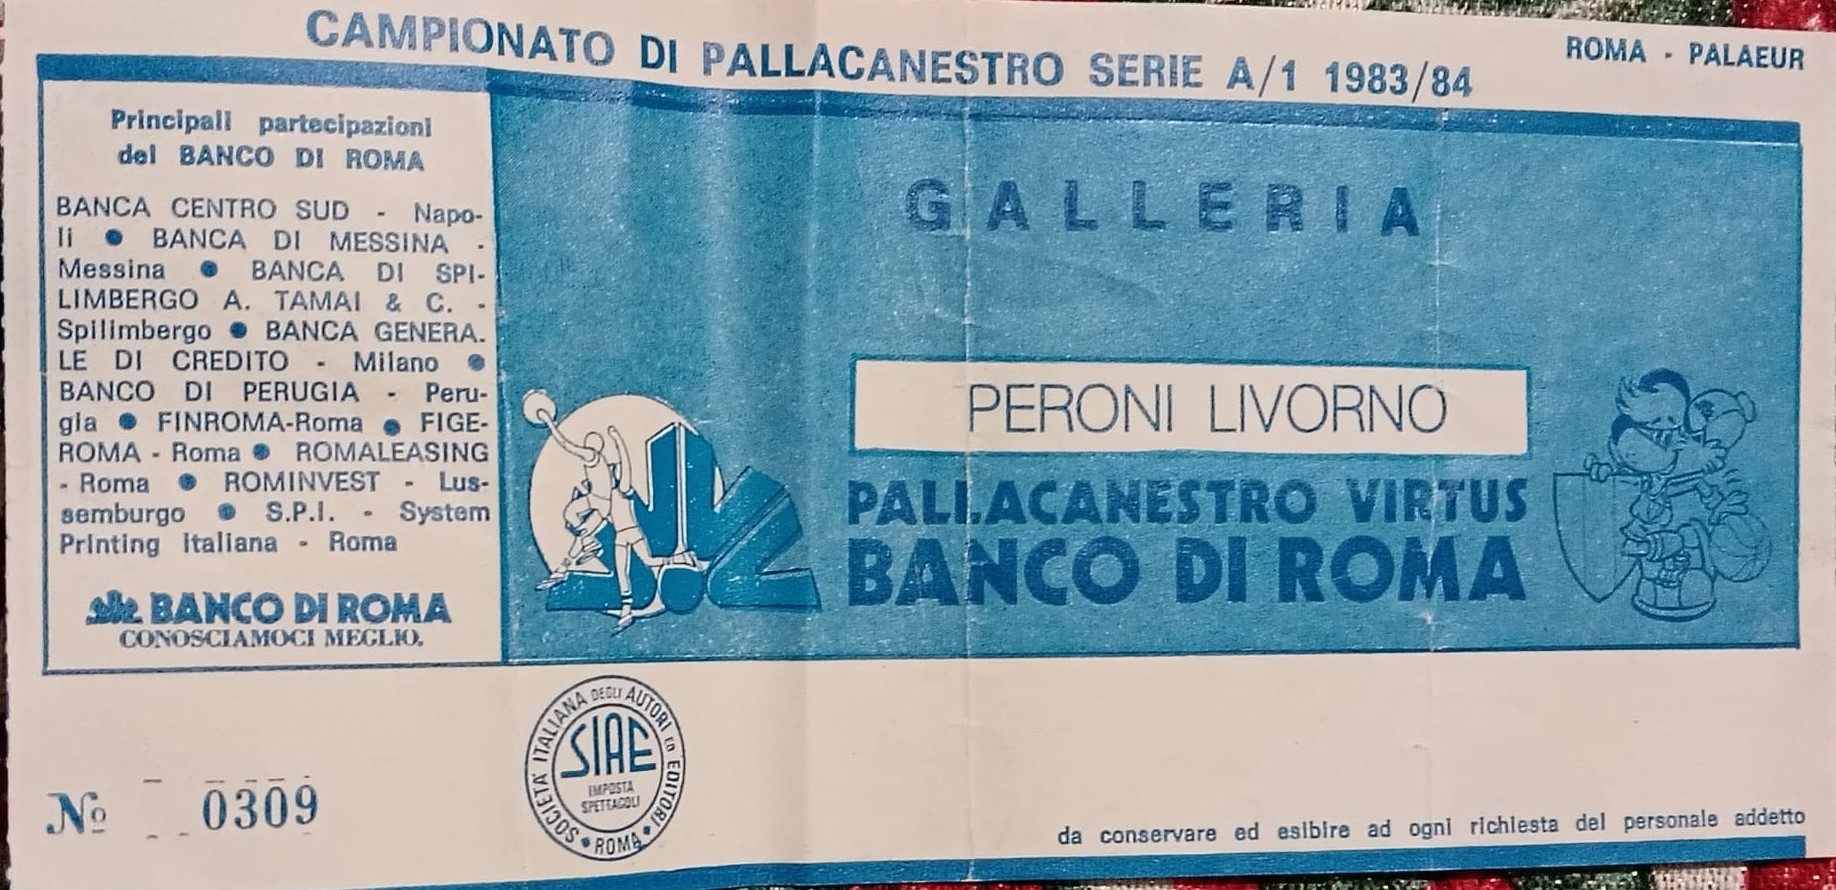 CAMPIONATO DI PALLACANESTRO SERIE A/1 1983/84
ROMA - PALAEUR
Principali partecipazioni
del BANCO DI ROMA
BANCA CENTRO SUD - Napo-
li ● BANCA DI MESSINA -
Messina ● BANCA DI SPI-
LIMBERGO A. TAMAI & C. -
Spilimbergo ● BANCA GENERA.
LE DI CREDITO - Milano ●
BANCO DI PERUGIA - Peru-
gia ● FINROMA-Roma ● FIGE-
ROMA - Roma ● ROMALEASING
- Roma ● ROMINVEST - Lus-
semburgo ● S.P.I. - System
Printing Italiana - Roma
BANCO DI ROMA
CONOSCIAMOCI MEGLIO.
GALLERIA
PERONI LIVORNO
PALLACANESTRO VIRTUS
BANCO DI ROMA
SOCIETÀ ITALIANA DEGLI AUTORI ED EDITORI
SIAE
IMPOSTA
SPETTACOLI
• ROMA •
Nº 0309
da conservare ed esibire ad ogni richiesta del personale addetto